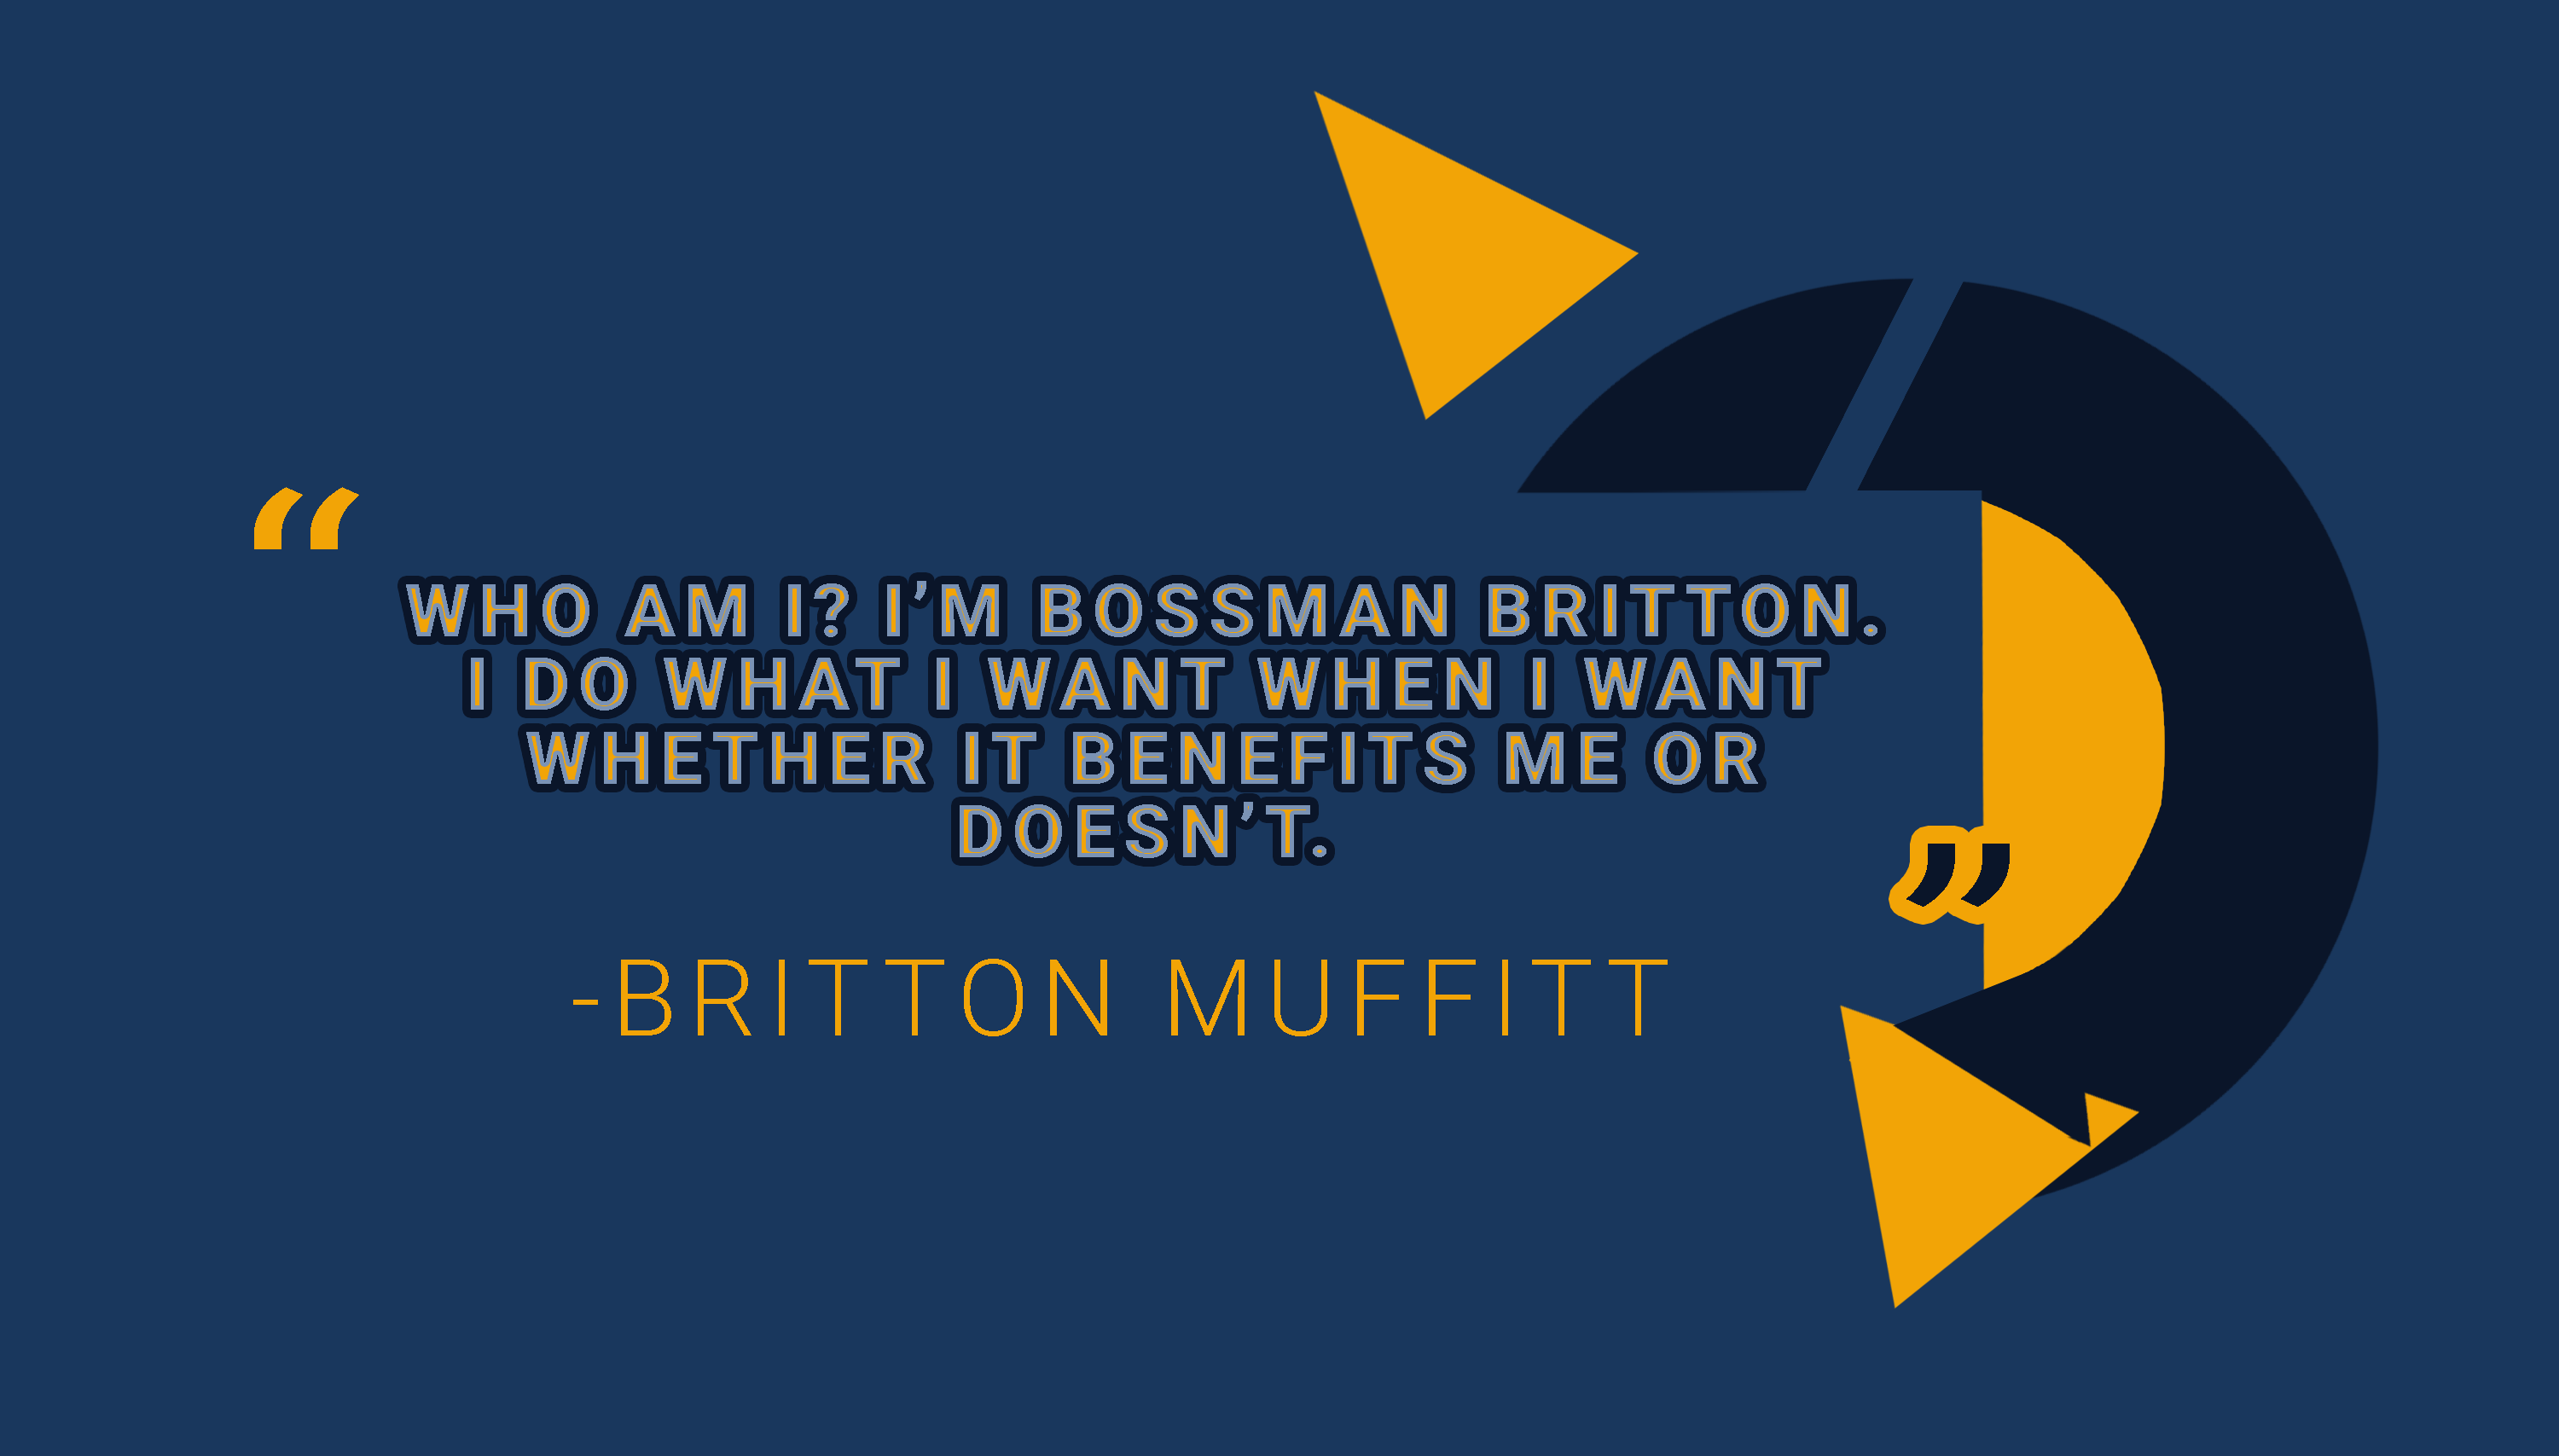 “
WHO AM I? I’M BOSSMAN BRITTON.
I DO WHAT I WANT WHEN I WANT
WHETHER IT BENEFITS ME OR
DOESN’T.
”
-BRITTON MUFFITT